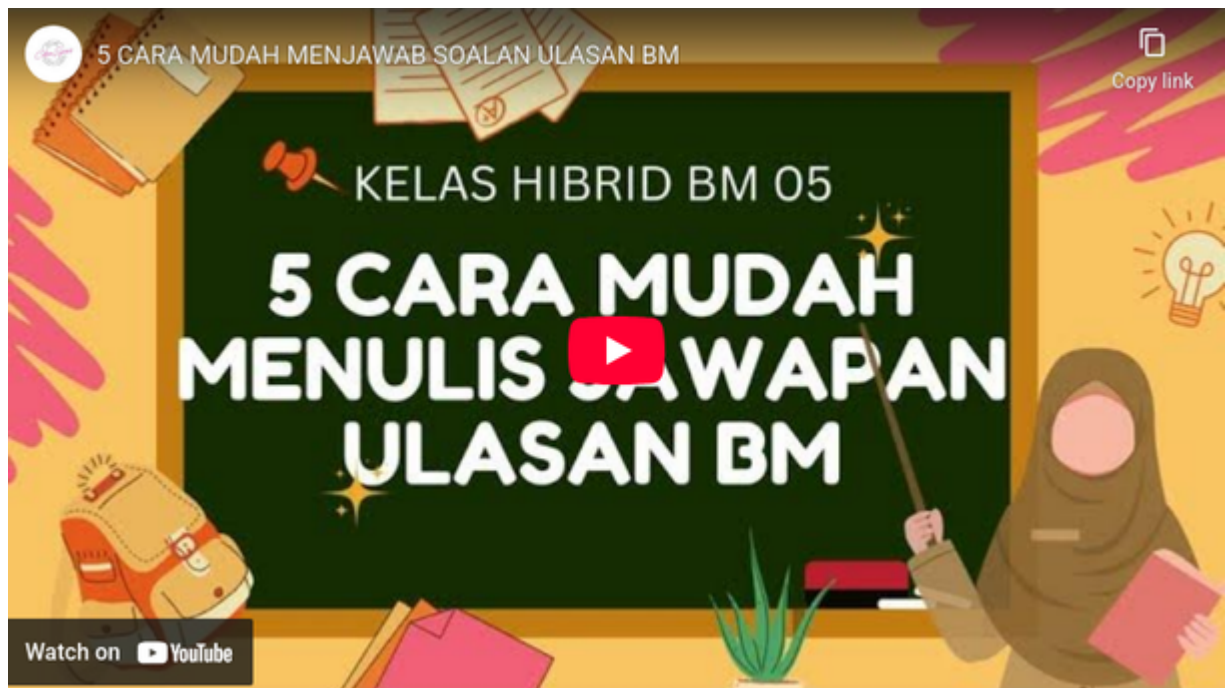 5 CARA MUDAH MENJAWAB SOALAN ULASAN BM
Copy link
KELAS HIBRID BM 05
5 CARA MUDAH
MENULIS JAWAPAN
ULASAN BM
Watch on YouTube